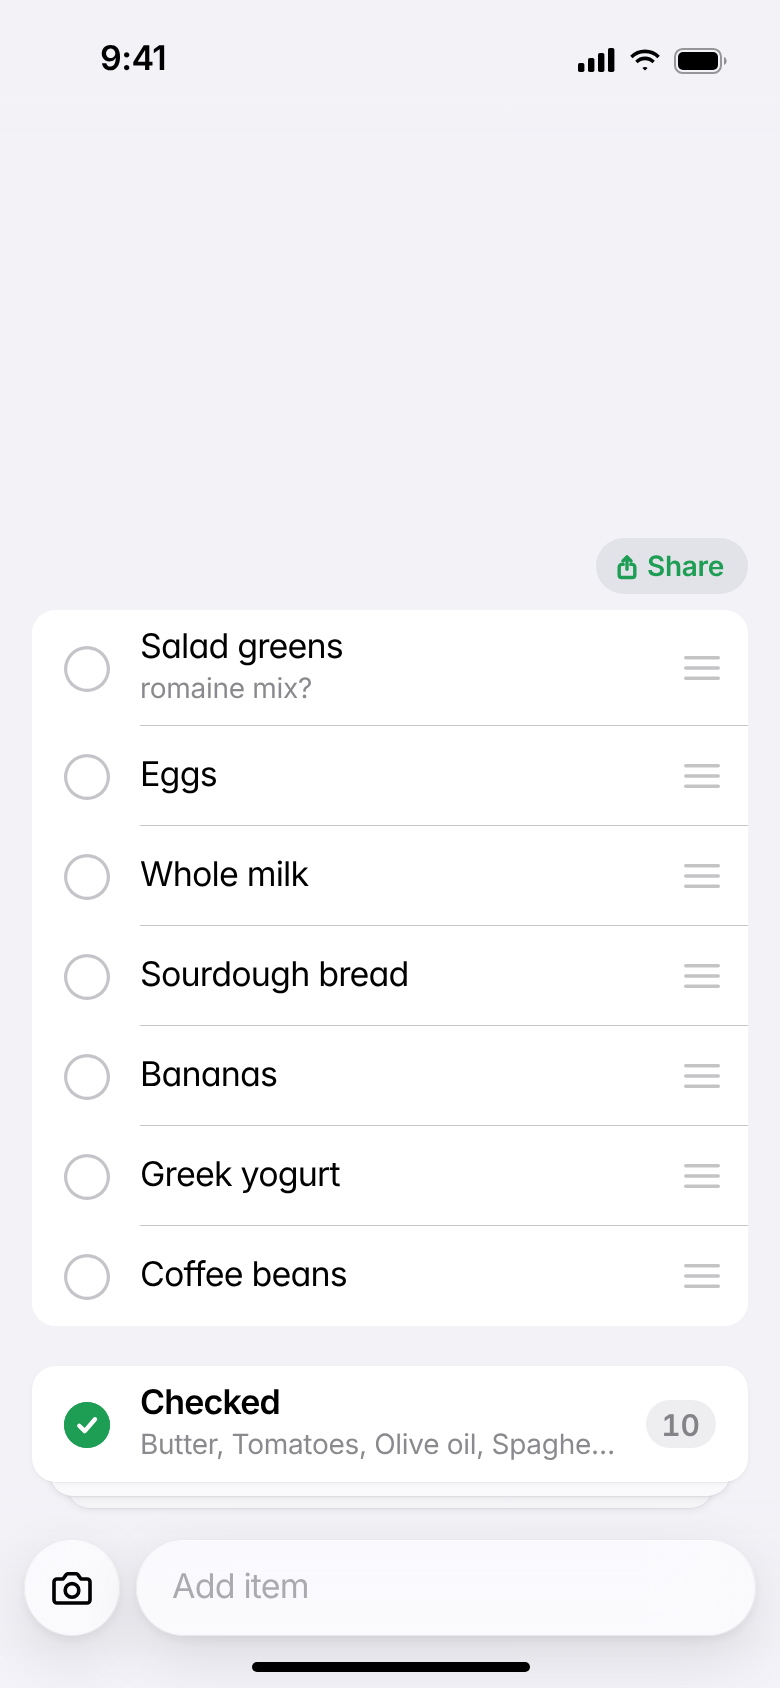 9:41
Share
Salad greens
romaine mix?
Eggs
Whole milk
Sourdough bread
Bananas
Greek yogurt
Coffee beans
Checked
Butter, Tomatoes, Olive oil, Spaghe...
10
Add item